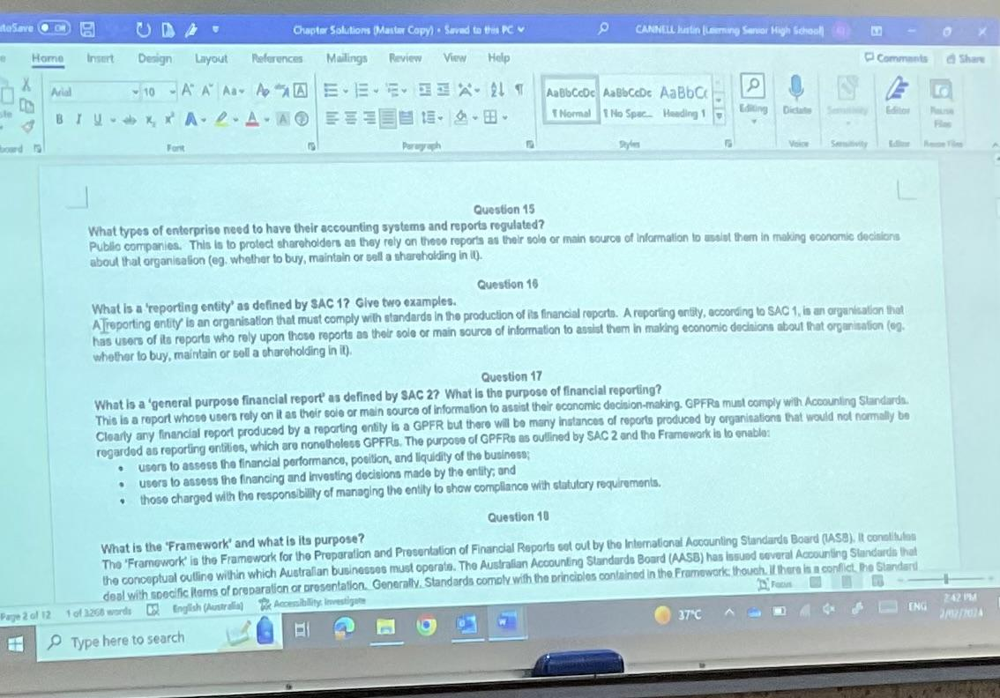 AutoSave Off
Chapter Solutions (Master Copy) • Saved to this PC
CANNELL Justin [Leeming Senior High School]
Home Insert Design Layout References Mailings Review View Help
Comments Share
Arial 10
AaBbCcDc AaBbCcDc AaBbCc
¶ Normal ¶ No Spac... Heading 1
Editing Dictate Sensitivity Editor Reuse Files
Font Paragraph Styles Voice Sensitivity Editor Reuse Files
Question 15
What types of enterprise need to have their accounting systems and reports regulated?
Public companies. This is to protect shareholders as they rely on these reports as their sole or main source of information to assist them in making economic decisions
about that organisation (eg. whether to buy, maintain or sell a shareholding in it).
Question 16
What is a 'reporting entity' as defined by SAC 1? Give two examples.
A 'reporting entity' is an organisation that must comply with standards in the production of its financial reports. A reporting entity, according to SAC 1, is an organisation that
has users of its reports who rely upon those reports as their sole or main source of information to assist them in making economic decisions about that organisation (eg.
whether to buy, maintain or sell a shareholding in it).
Question 17
What is a 'general purpose financial report' as defined by SAC 2? What is the purpose of financial reporting?
This is a report whose users rely on it as their sole or main source of information to assist their economic decision-making. GPFRs must comply with Accounting Standards.
Clearly any financial report produced by a reporting entity is a GPFR but there will be many instances of reports produced by organisations that would not normally be
regarded as reporting entities, which are nonetheless GPFRs. The purpose of GPFRs as outlined by SAC 2 and the Framework is to enable:
• users to assess the financial performance, position, and liquidity of the business;
• users to assess the financing and investing decisions made by the entity; and
• those charged with the responsibility of managing the entity to show compliance with statutory requirements.
Question 18
What is the 'Framework' and what is its purpose?
The 'Framework' is the Framework for the Preparation and Presentation of Financial Reports set out by the International Accounting Standards Board (IASB). It constitutes
the conceptual outline within which Australian businesses must operate. The Australian Accounting Standards Board (AASB) has issued several Accounting Standards that
deal with specific items of preparation or presentation. Generally, Standards comply with the principles contained in the Framework; though, if there is a conflict, the Standard
Page 2 of 12 1 of 3268 words English (Australia) Accessibility: Investigate Focus
Type here to search
37°C ENG
2:42 PM
2/02/2024